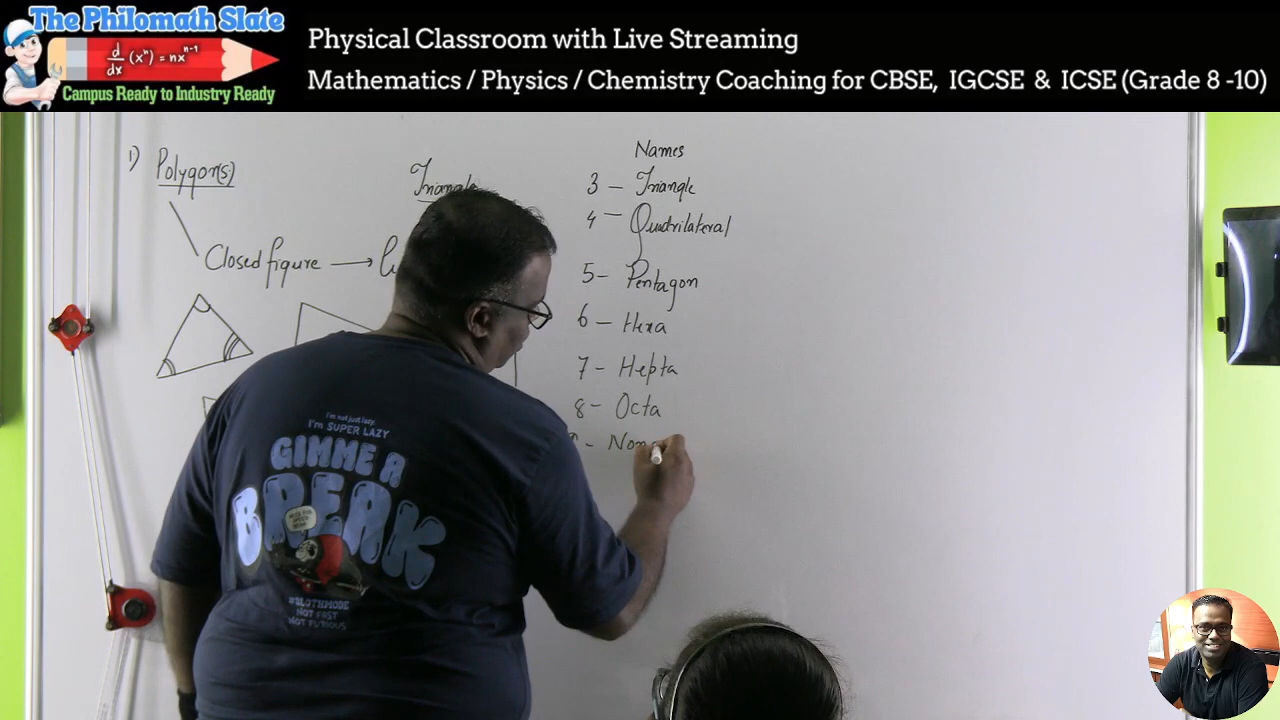 The Philomath Slate
d/dx (xⁿ) = nxⁿ⁻¹
Campus Ready to Industry Ready
Physical Classroom with Live Streaming
Mathematics / Physics / Chemistry Coaching for CBSE, IGCSE & ICSE (Grade 8 -10)
1) Polygon(s)
Closed figure →
Triangle
Names
3 – Triangle
4 – Quadrilateral
5 – Pentagon
6 – Hexa
7 – Hepta
8 – Octa
- Non
I'm not just lazy
I'm SUPER LAZY
GIMME A
BREAK
#SLOTHMODE
NOT FAST
NOT FURIOUS